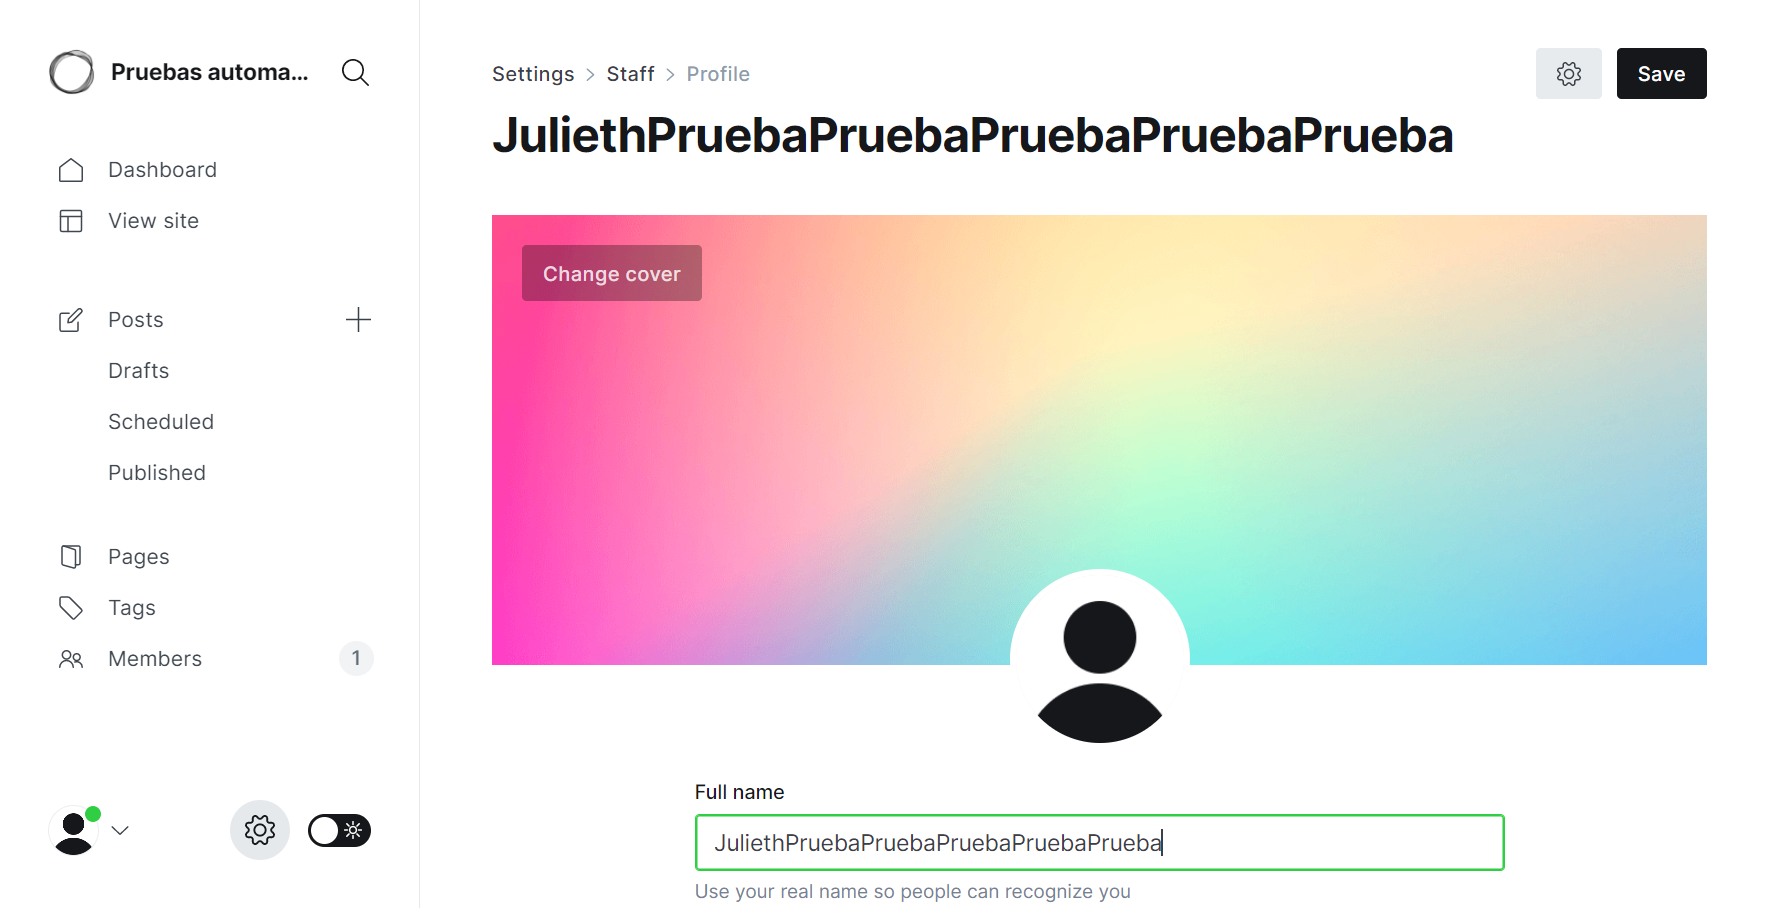 Pruebas automa...
Dashboard
View site
Posts
Drafts
Scheduled
Published
Pages
Tags
Members 1
Settings > Staff > Profile
Save
JuliethPruebaPruebaPruebaPruebaPrueba
Change cover
Full name
JuliethPruebaPruebaPruebaPruebaPrueba
Use your real name so people can recognize you